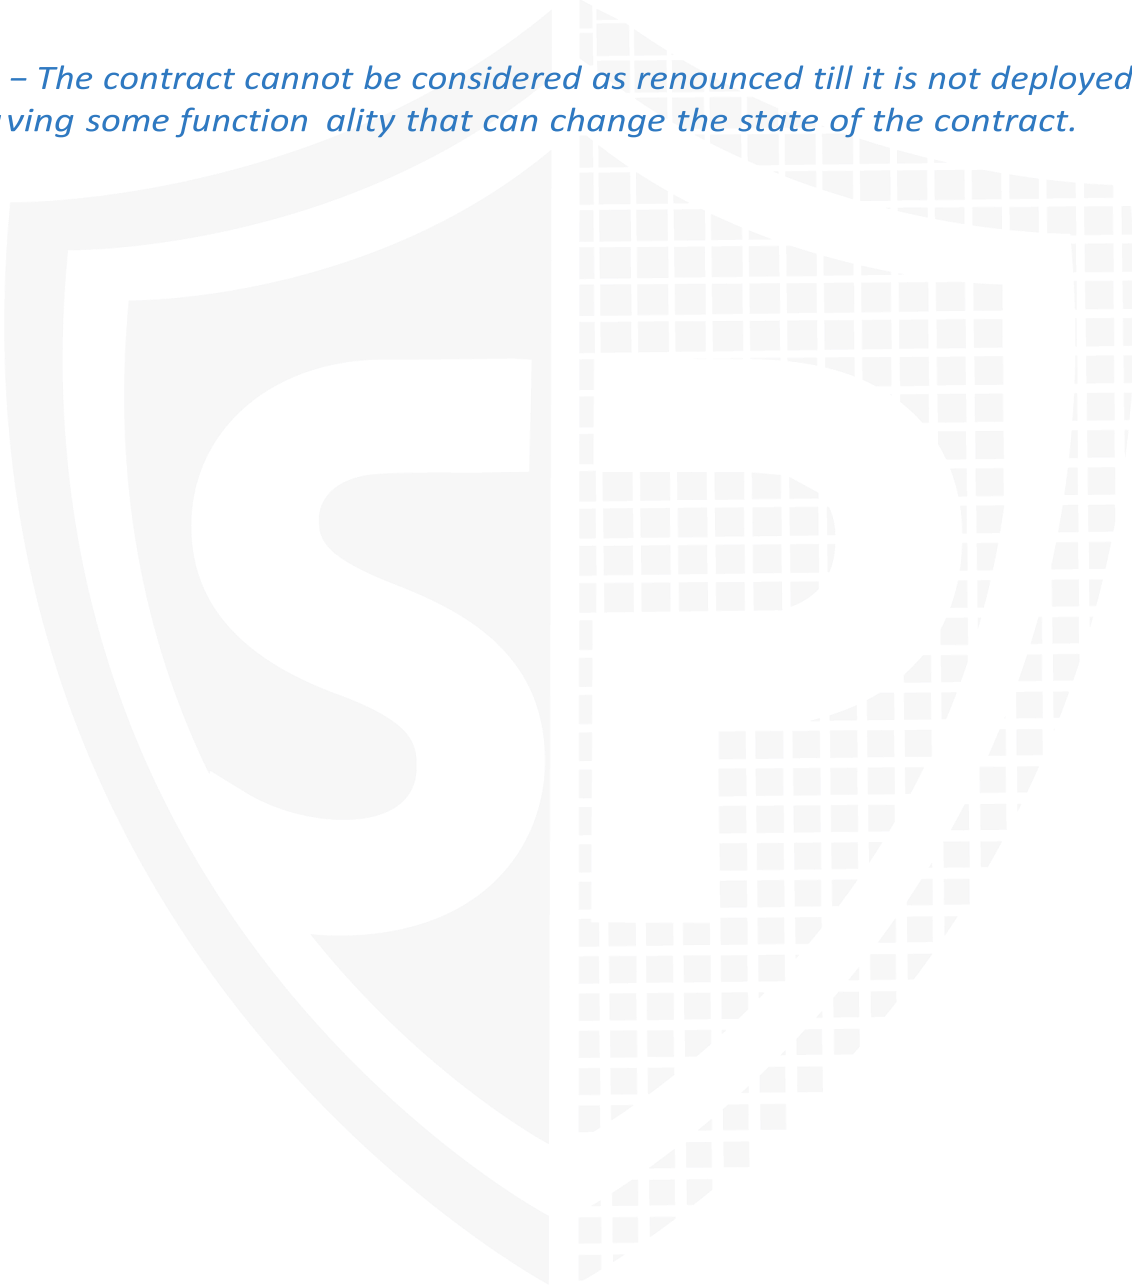 – The contract cannot be considered as renounced till it is not deployed
ving some function ality that can change the state of the contract.
SP